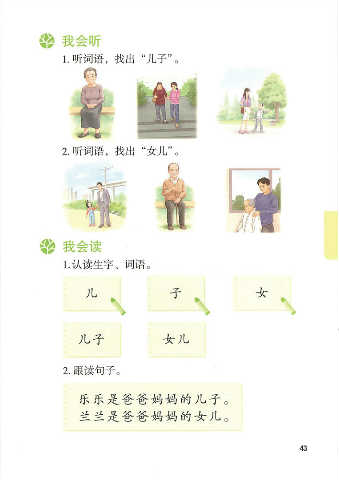 我会听
1. 听词语，找出“儿子”。
2. 听词语，找出“女儿”。
我会读
1. 认读生字、词语。
儿 子 女
儿子 女儿
2. 跟读句子。
乐乐是爸爸妈妈的儿子。
兰兰是爸爸妈妈的女儿。
43